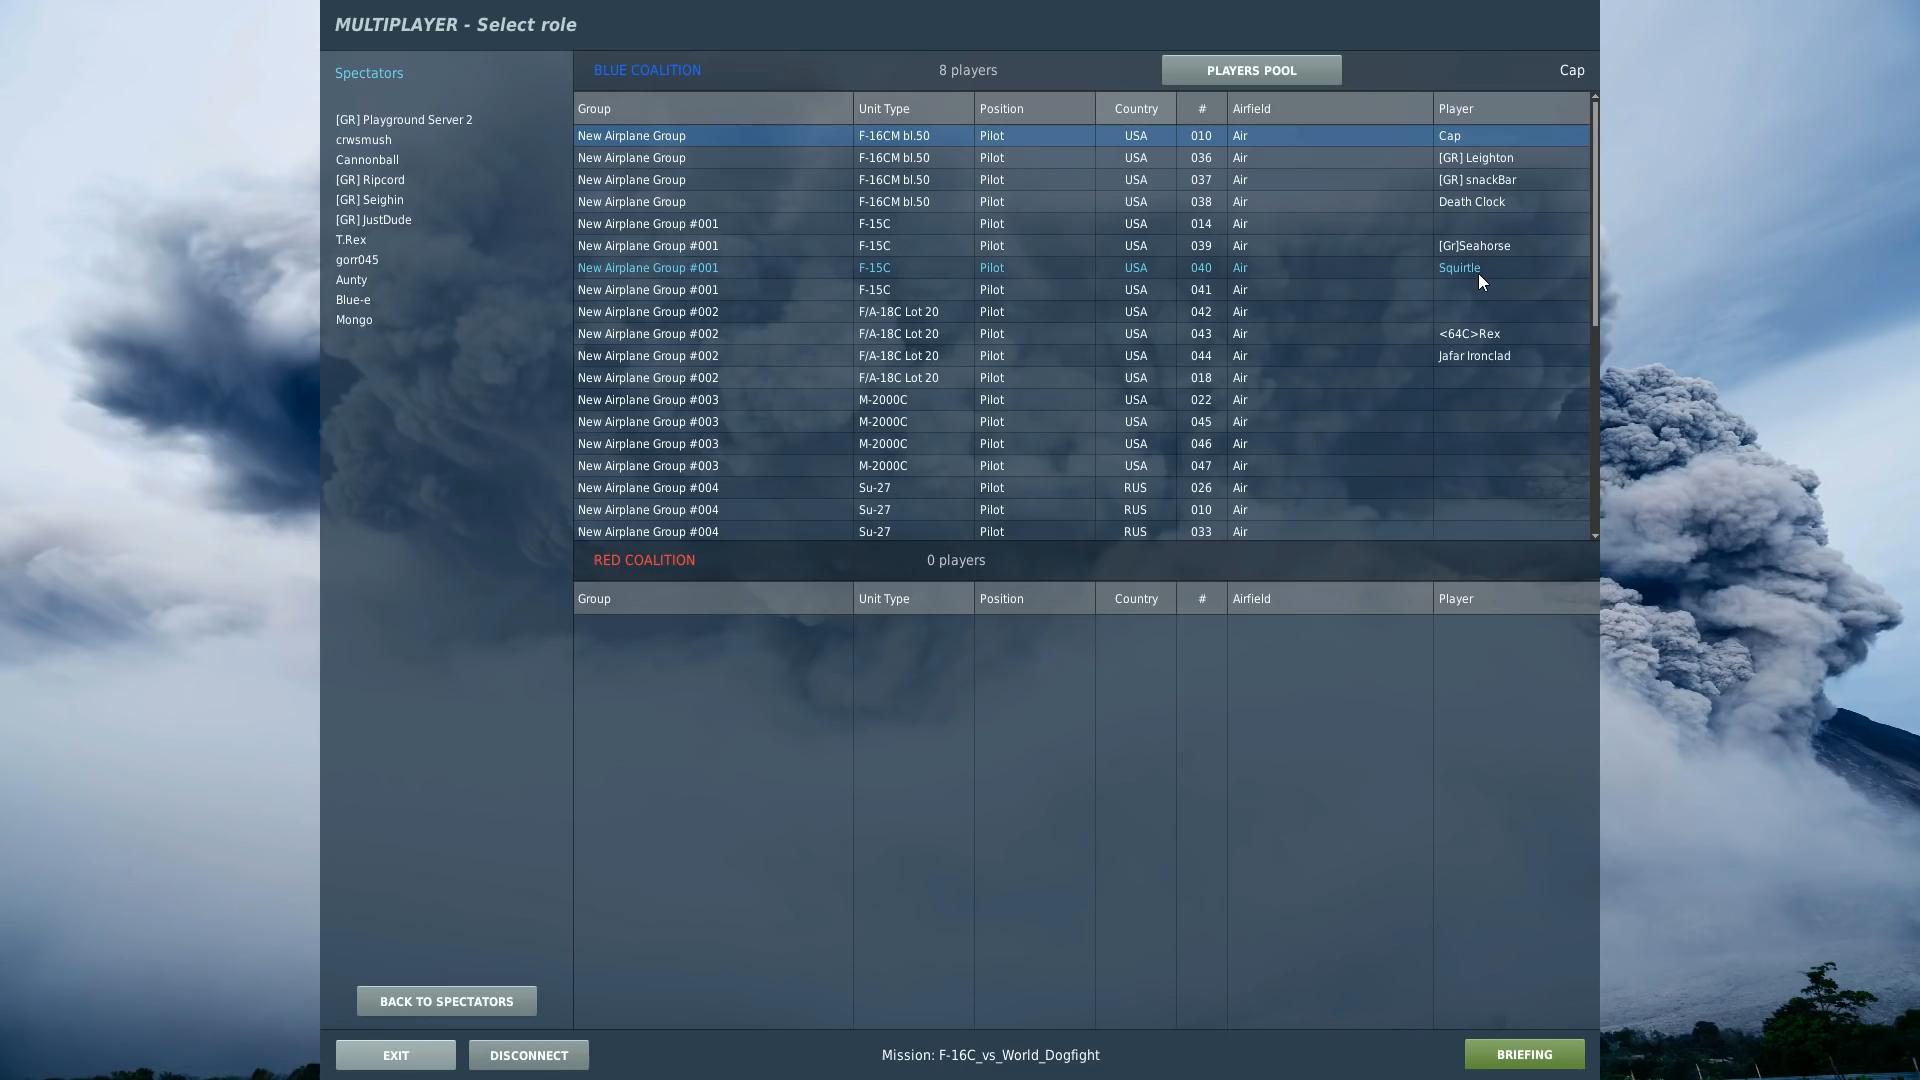 MULTIPLAYER - Select role
Spectators
[GR] Playground Server 2
crwsmush
Cannonball
[GR] Ripcord
[GR] Seighin
[GR] JustDude
T.Rex
gorr045
Aunty
Blue-e
Mongo
BLUE COALITION 8 players PLAYERS POOL Cap
Group Unit Type Position Country # Airfield Player
New Airplane Group F-16CM bl.50 Pilot USA 010 Air Cap
New Airplane Group F-16CM bl.50 Pilot USA 036 Air [GR] Leighton
New Airplane Group F-16CM bl.50 Pilot USA 037 Air [GR] snackBar
New Airplane Group F-16CM bl.50 Pilot USA 038 Air Death Clock
New Airplane Group #001 F-15C Pilot USA 014 Air
New Airplane Group #001 F-15C Pilot USA 039 Air [Gr]Seahorse
New Airplane Group #001 F-15C Pilot USA 040 Air Squirtle
New Airplane Group #001 F-15C Pilot USA 041 Air
New Airplane Group #002 F/A-18C Lot 20 Pilot USA 042 Air
New Airplane Group #002 F/A-18C Lot 20 Pilot USA 043 Air <64C>Rex
New Airplane Group #002 F/A-18C Lot 20 Pilot USA 044 Air Jafar Ironclad
New Airplane Group #002 F/A-18C Lot 20 Pilot USA 018 Air
New Airplane Group #003 M-2000C Pilot USA 022 Air
New Airplane Group #003 M-2000C Pilot USA 045 Air
New Airplane Group #003 M-2000C Pilot USA 046 Air
New Airplane Group #003 M-2000C Pilot USA 047 Air
New Airplane Group #004 Su-27 Pilot RUS 026 Air
New Airplane Group #004 Su-27 Pilot RUS 010 Air
New Airplane Group #004 Su-27 Pilot RUS 033 Air
RED COALITION 0 players
Group Unit Type Position Country # Airfield Player
BACK TO SPECTATORS
EXIT DISCONNECT Mission: F-16C_vs_World_Dogfight BRIEFING